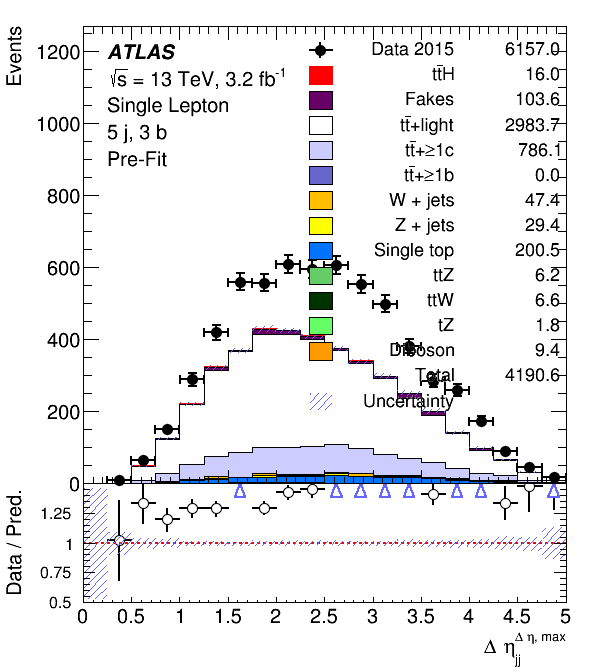 Events
1200
1000
800
600
400
200
0
ATLAS
√s = 13 TeV, 3.2 fb-1
Single Lepton
5 j, 3 b
Pre-Fit
Data 2015 6157.0
tt̄H 16.0
Fakes 103.6
tt̄+light 2983.7
tt̄+≥1c 786.1
tt̄+≥1b 0.0
W + jets 47.4
Z + jets 29.4
Single top 200.5
ttZ 6.2
ttW 6.6
tZ 1.8
Diboson 9.4
Total 4190.6
Uncertainty
Data / Pred.
1.25
1
0.75
0.5
0 0.5 1 1.5 2 2.5 3 3.5 4 4.5 5
Δ ηjj Δ η, max